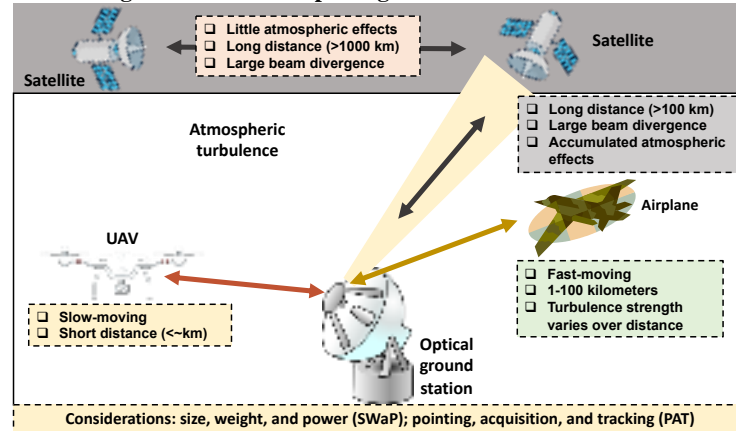 ❑ Little atmospheric effects
❑ Long distance (>1000 km)
❑ Large beam divergence
Satellite
Satellite
❑ Long distance (>100 km)
❑ Large beam divergence
❑ Accumulated atmospheric
effects
Atmospheric
turbulence
Airplane
UAV
❑ Fast-moving
❑ 1-100 kilometers
❑ Turbulence strength
varies over distance
❑ Slow-moving
❑ Short distance (<~km)
Optical
ground
station
Considerations: size, weight, and power (SWaP); pointing, acquisition, and tracking (PAT)